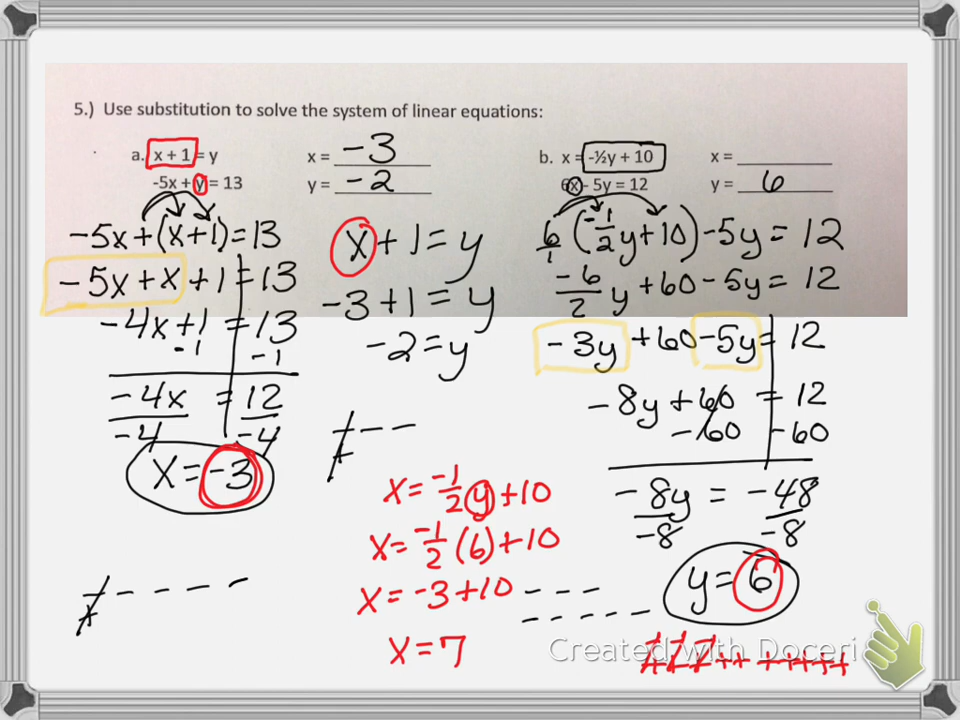 5.) Use substitution to solve the system of linear equations:
a. x + 1 = y
-5x + y = 13
x = -3
y = -2
b. x = -½y + 10
6x - 5y = 12
x =
y = 6
-5x+(x+1)=13
-5x+x+1=13
-4x+1=13
-1 -1
-4x = 12
-4 -4
x=-3
x+1=y
-3+1=y
-2=y
6/1(-1/2y+10)-5y=12
-6/2y+60-5y=12
-3y+60-5y=12
-8y+60=12
-60 -60
-8y=-48
-8 -8
y=6
x=-1/2y+10
x=-1/2(6)+10
x=-3+10
x=7
Created with Doceri